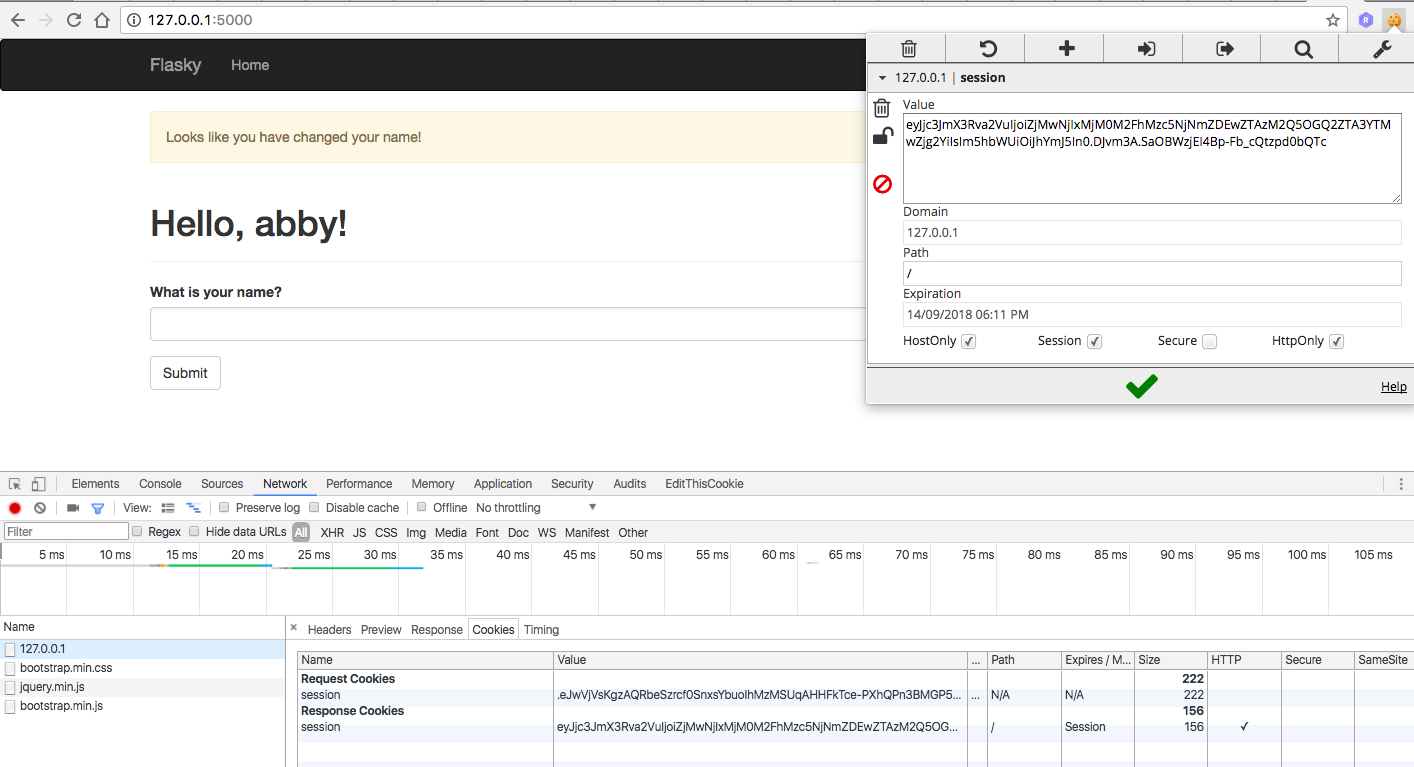 127.0.0.1:5000
Flasky Home
Looks like you have changed your name!
Hello, abby!
What is your name?
Submit
127.0.0.1 | session
Value
eyJjc3JmX3Rva2VuIjoiZjMwNjIxMjM0M2FhMzc5NjNmZDEwZTAzM2Q5OGQ2ZTA3YTM
wZjg2YiIsIm5hbWUiOiJhYmJ5In0.DJvm3A.SaOBWzjEl4Bp-Fb_cQtzpd0bQTc
Domain
127.0.0.1
Path
/
Expiration
14/09/2018 06:11 PM
HostOnly Session Secure HttpOnly
Help
Elements Console Sources Network Performance Memory Application Security Audits EditThisCookie
View: Preserve log Disable cache Offline No throttling
Filter Regex Hide data URLs All XHR JS CSS Img Media Font Doc WS Manifest Other
5 ms 10 ms 15 ms 20 ms 25 ms 30 ms 35 ms 40 ms 45 ms 50 ms 55 ms 60 ms 65 ms 70 ms 75 ms 80 ms 85 ms 90 ms 95 ms 100 ms 105 ms
Name
127.0.0.1
bootstrap.min.css
jquery.min.js
bootstrap.min.js
× Headers Preview Response Cookies Timing
Name Value ... Path Expires / M... Size HTTP Secure SameSite
Request Cookies 222
session .eJwVjVsKgzAQRbeSzrcf0SnxsYbuolhMzMSUqAHHFkTce-PXhQPn3BMGP5... ... N/A N/A 222
Response Cookies 156
session eyJjc3JmX3Rva2VuIjoiZjMwNjIxMjM0M2FhMzc5NjNmZDEwZTAzM2Q5OG... / Session 156 ✓